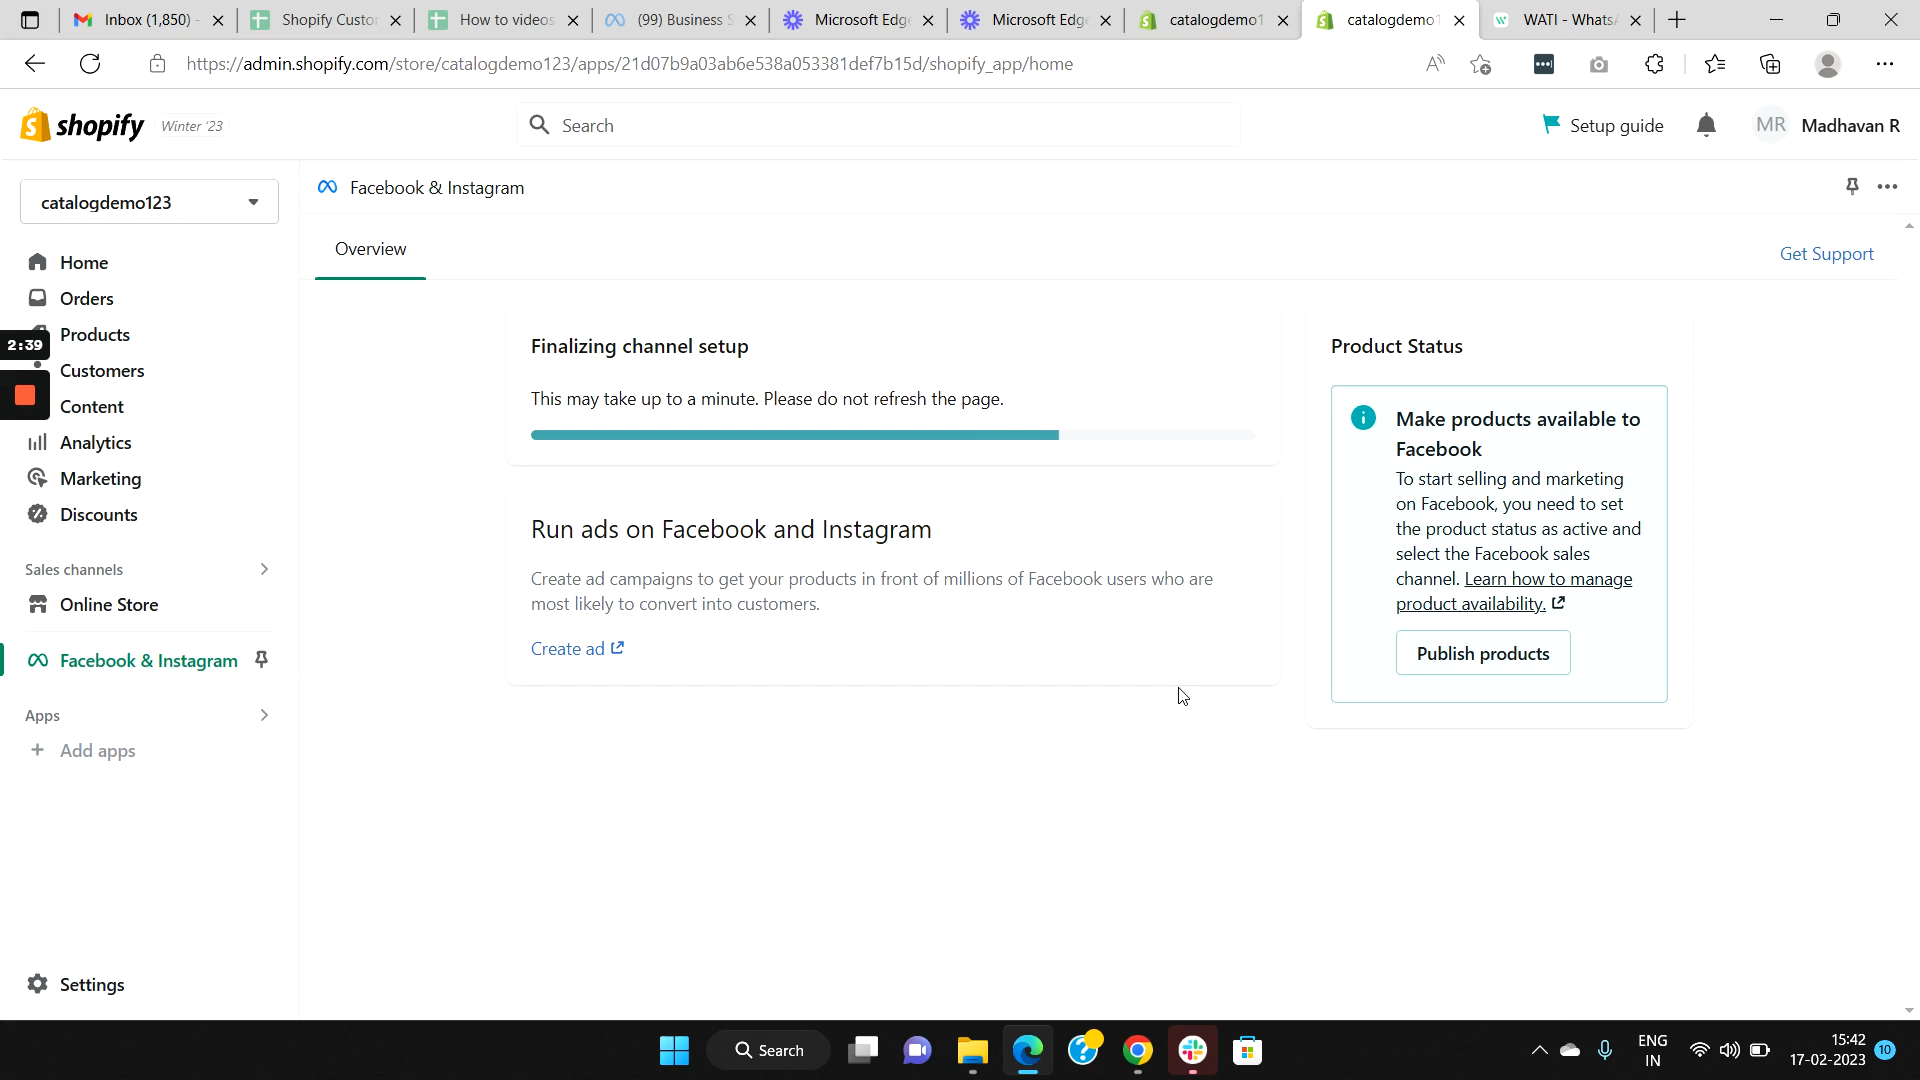 Inbox (1,850) -
Shopify Custo
How to videos
(99) Business S
Microsoft Edg
Microsoft Edg
catalogdemo1
catalogdemo1
WATI - Whats
https://admin.shopify.com/store/catalogdemo123/apps/21d07b9a03ab6e538a053381def7b15d/shopify_app/home
shopify
Winter '23
Search
Setup guide
MR
Madhavan R
catalogdemo123
Facebook & Instagram
Overview
Get Support
Home
Orders
Products
2:39
Customers
Content
Analytics
Marketing
Discounts
Sales channels
Online Store
Facebook & Instagram
Apps
Add apps
Settings
Finalizing channel setup
This may take up to a minute. Please do not refresh the page.
Run ads on Facebook and Instagram
Create ad campaigns to get your products in front of millions of Facebook users who are
most likely to convert into customers.
Create ad
Product Status
Make products available to
Facebook
To start selling and marketing
on Facebook, you need to set
the product status as active and
select the Facebook sales
channel. Learn how to manage
product availability.
Publish products
Search
ENG
IN
15:42
17-02-2023
10